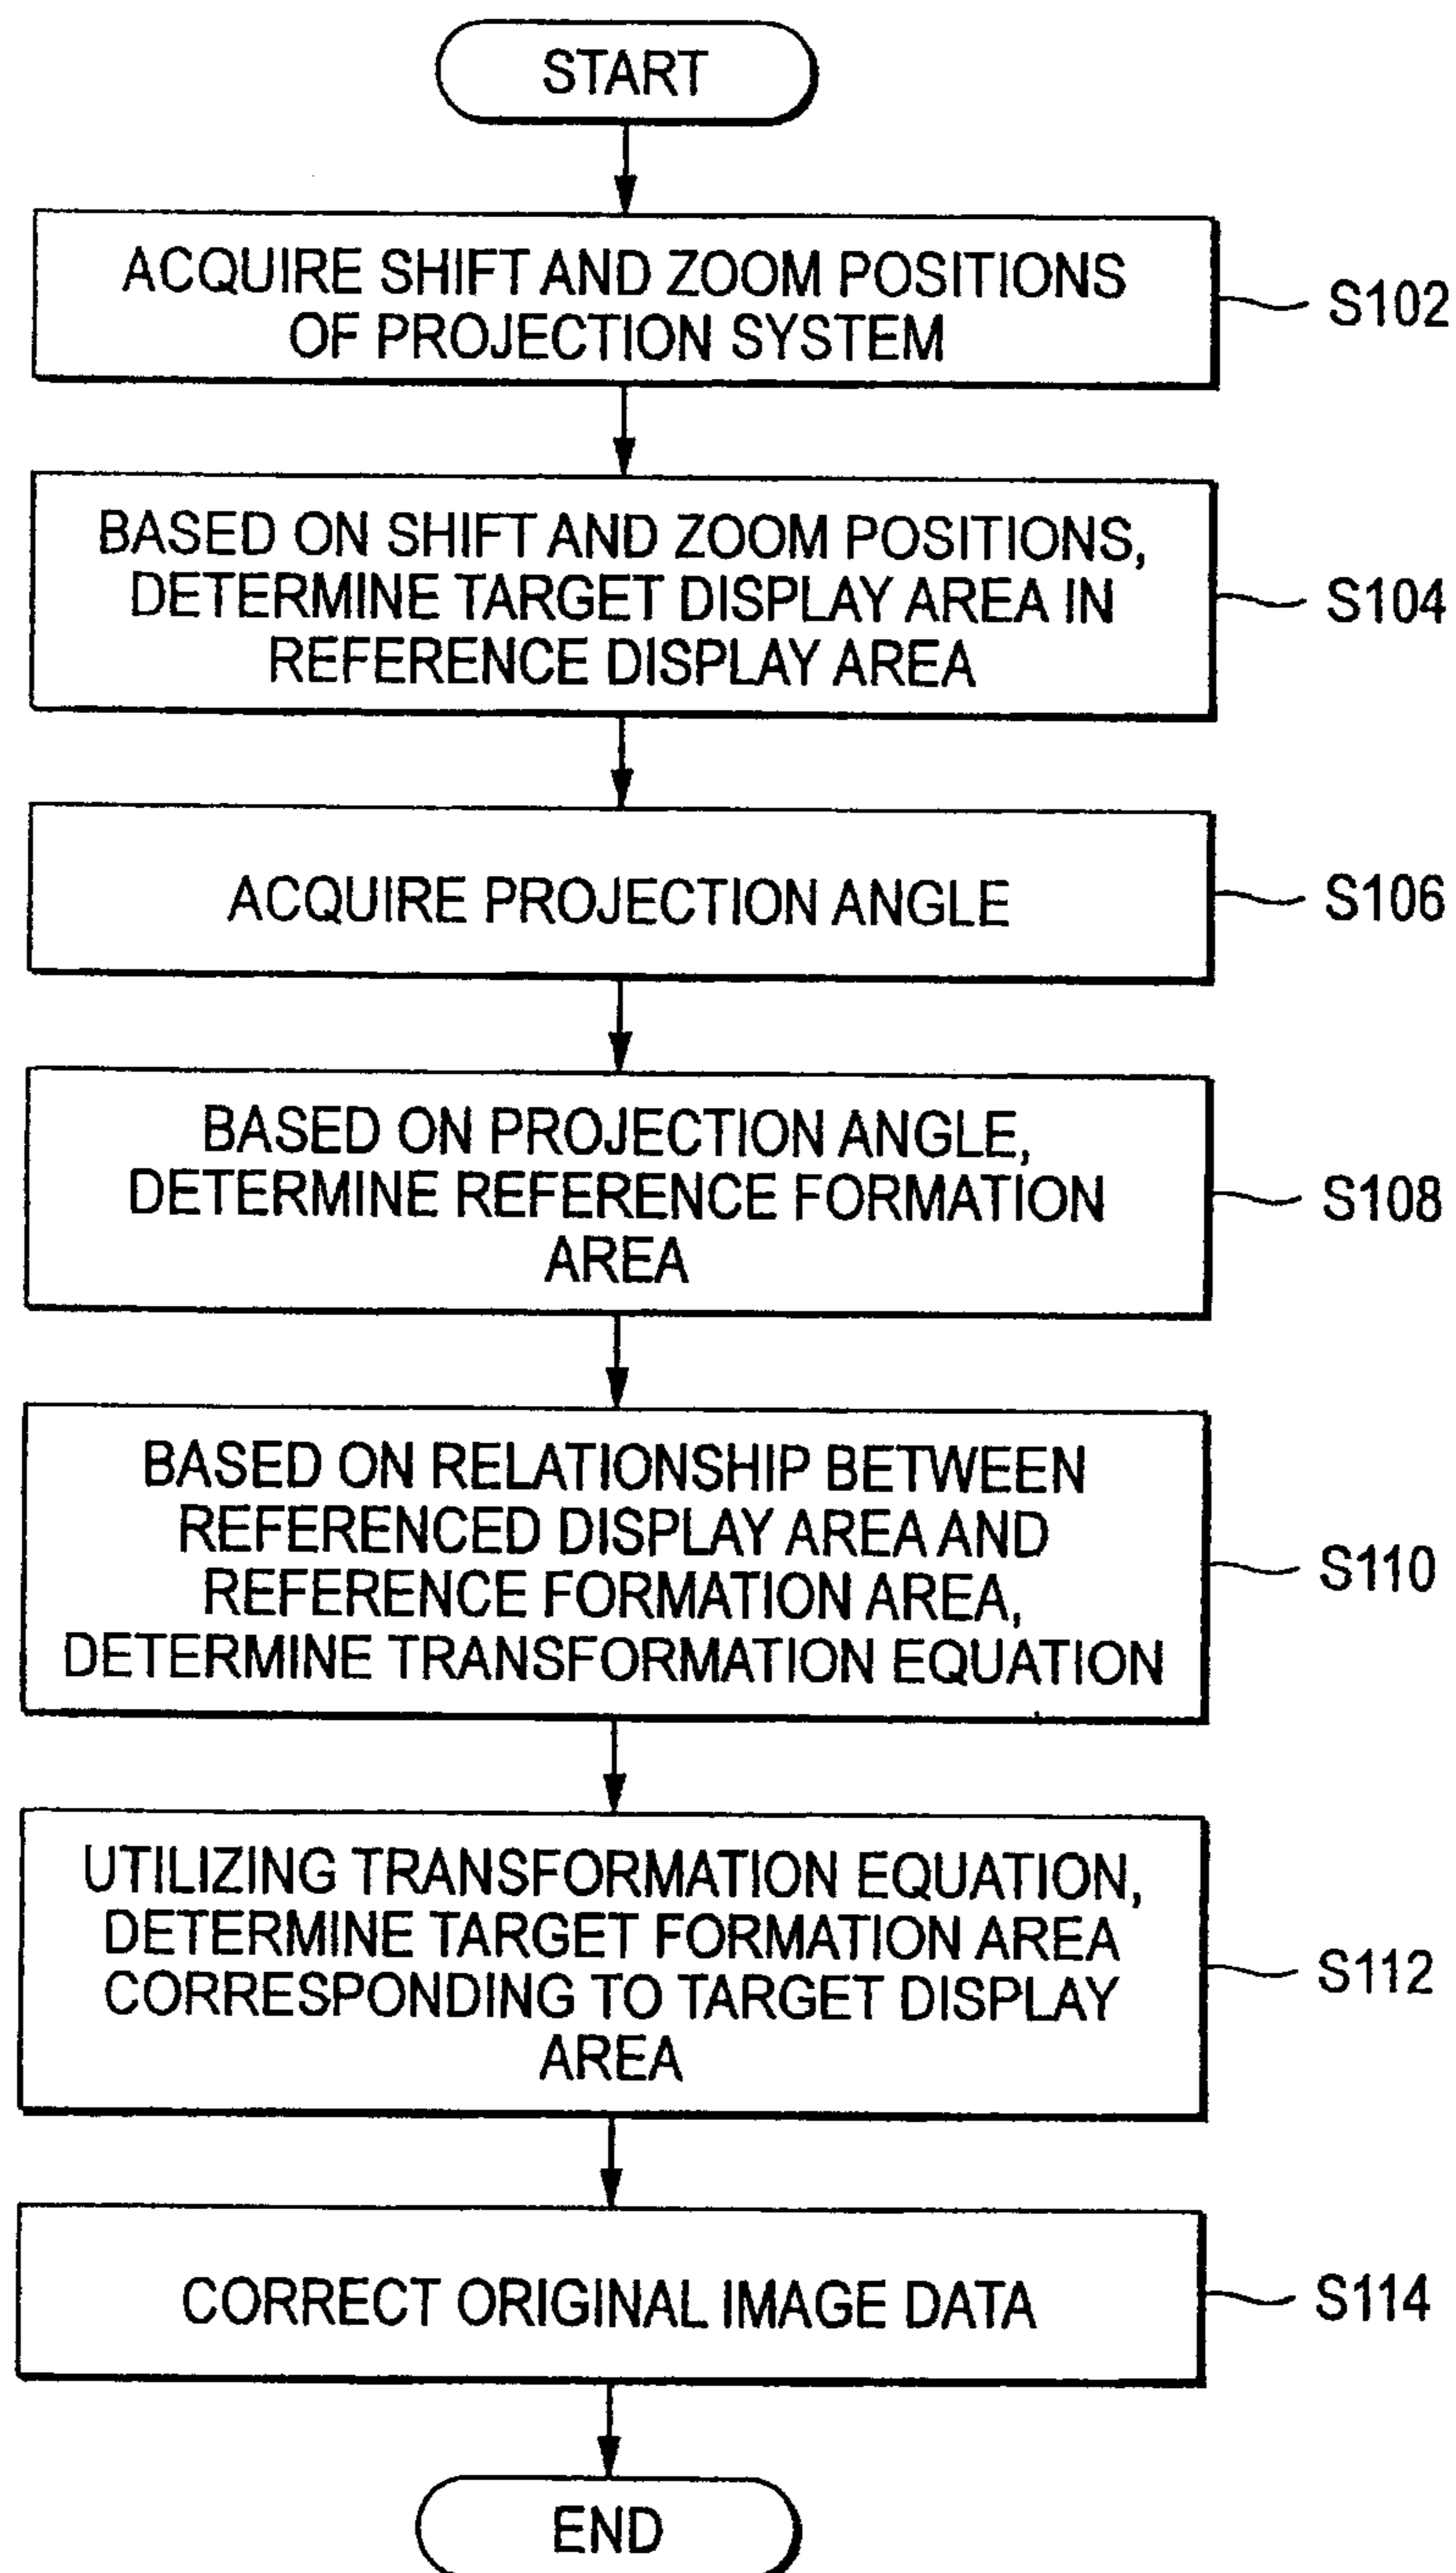 START
ACQUIRE SHIFT AND ZOOM POSITIONS
OF PROJECTION SYSTEM
S102
BASED ON SHIFT AND ZOOM POSITIONS,
DETERMINE TARGET DISPLAY AREA IN
REFERENCE DISPLAY AREA
S104
ACQUIRE PROJECTION ANGLE
S106
BASED ON PROJECTION ANGLE,
DETERMINE REFERENCE FORMATION
AREA
S108
BASED ON RELATIONSHIP BETWEEN
REFERENCED DISPLAY AREA AND
REFERENCE FORMATION AREA,
DETERMINE TRANSFORMATION EQUATION
S110
UTILIZING TRANSFORMATION EQUATION,
DETERMINE TARGET FORMATION AREA
CORRESPONDING TO TARGET DISPLAY
AREA
S112
CORRECT ORIGINAL IMAGE DATA
S114
END